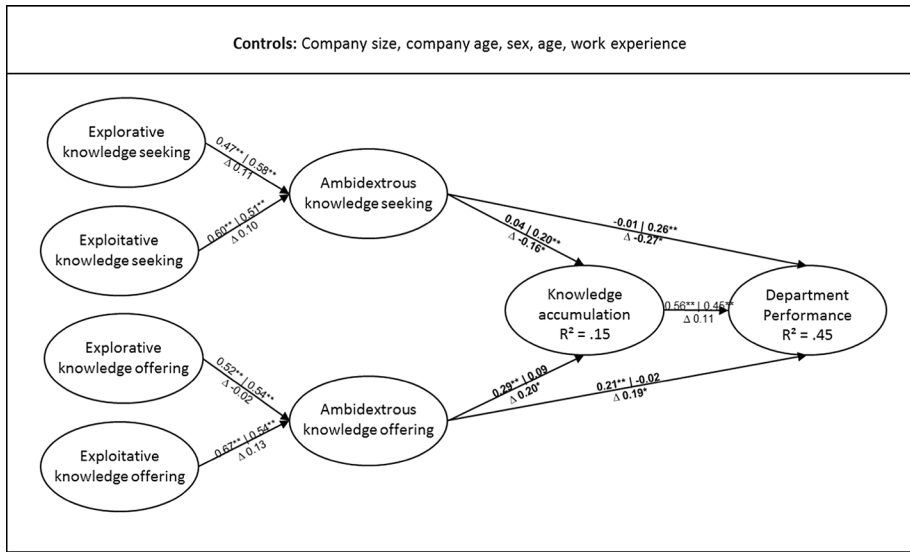 Controls: Company size, company age, sex, age, work experience
Explorative
knowledge seeking
0.47** | 0.58**
Δ 0.11
Ambidextrous
knowledge seeking
0.60** | 0.51**
Δ 0.10
Exploitative
knowledge seeking
-0.01 | 0.26**
Δ -0.27*
0.04 | 0.20**
Δ -0.16*
Knowledge
accumulation
R² = .15
0.56** | 0.45**
Δ 0.11
Department
Performance
R² = .45
Explorative
knowledge offering
0.52** | 0.54**
Δ -0.02
0.29** | 0.09
Δ 0.20*
0.21** | -0.02
Δ 0.19*
Ambidextrous
knowledge offering
0.67** | 0.54**
Δ 0.13
Exploitative
knowledge offering